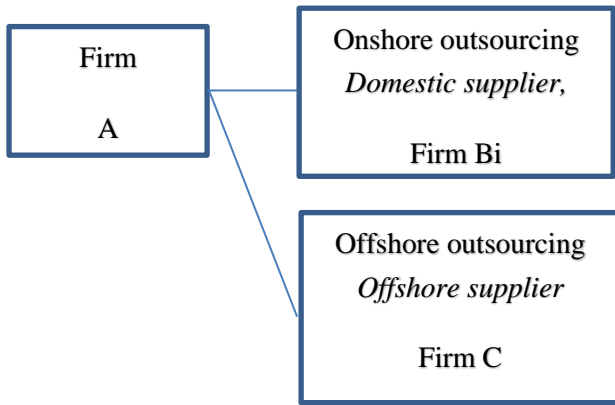 Firm
A
Onshore outsourcing
Domestic supplier,
Firm Bi
Offshore outsourcing
Offshore supplier
Firm C